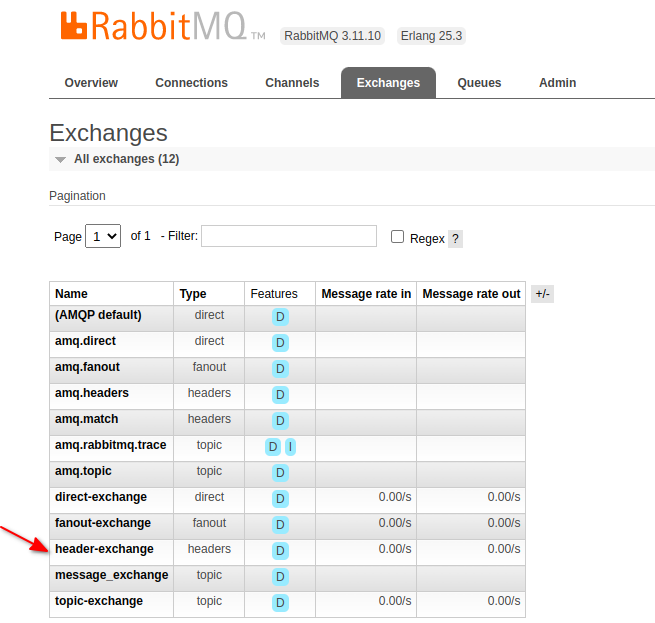 RabbitMQ TM RabbitMQ 3.11.10 Erlang 25.3
Overview Connections Channels Exchanges Queues Admin
Exchanges
All exchanges (12)
Pagination
Page 1 of 1 - Filter: Regex ?
Name Type Features Message rate in Message rate out +/-
(AMQP default) direct D
amq.direct direct D
amq.fanout fanout D
amq.headers headers D
amq.match headers D
amq.rabbitmq.trace topic D I
amq.topic topic D
direct-exchange direct D 0.00/s 0.00/s
fanout-exchange fanout D 0.00/s 0.00/s
header-exchange headers D 0.00/s 0.00/s
message_exchange topic D
topic-exchange topic D 0.00/s 0.00/s